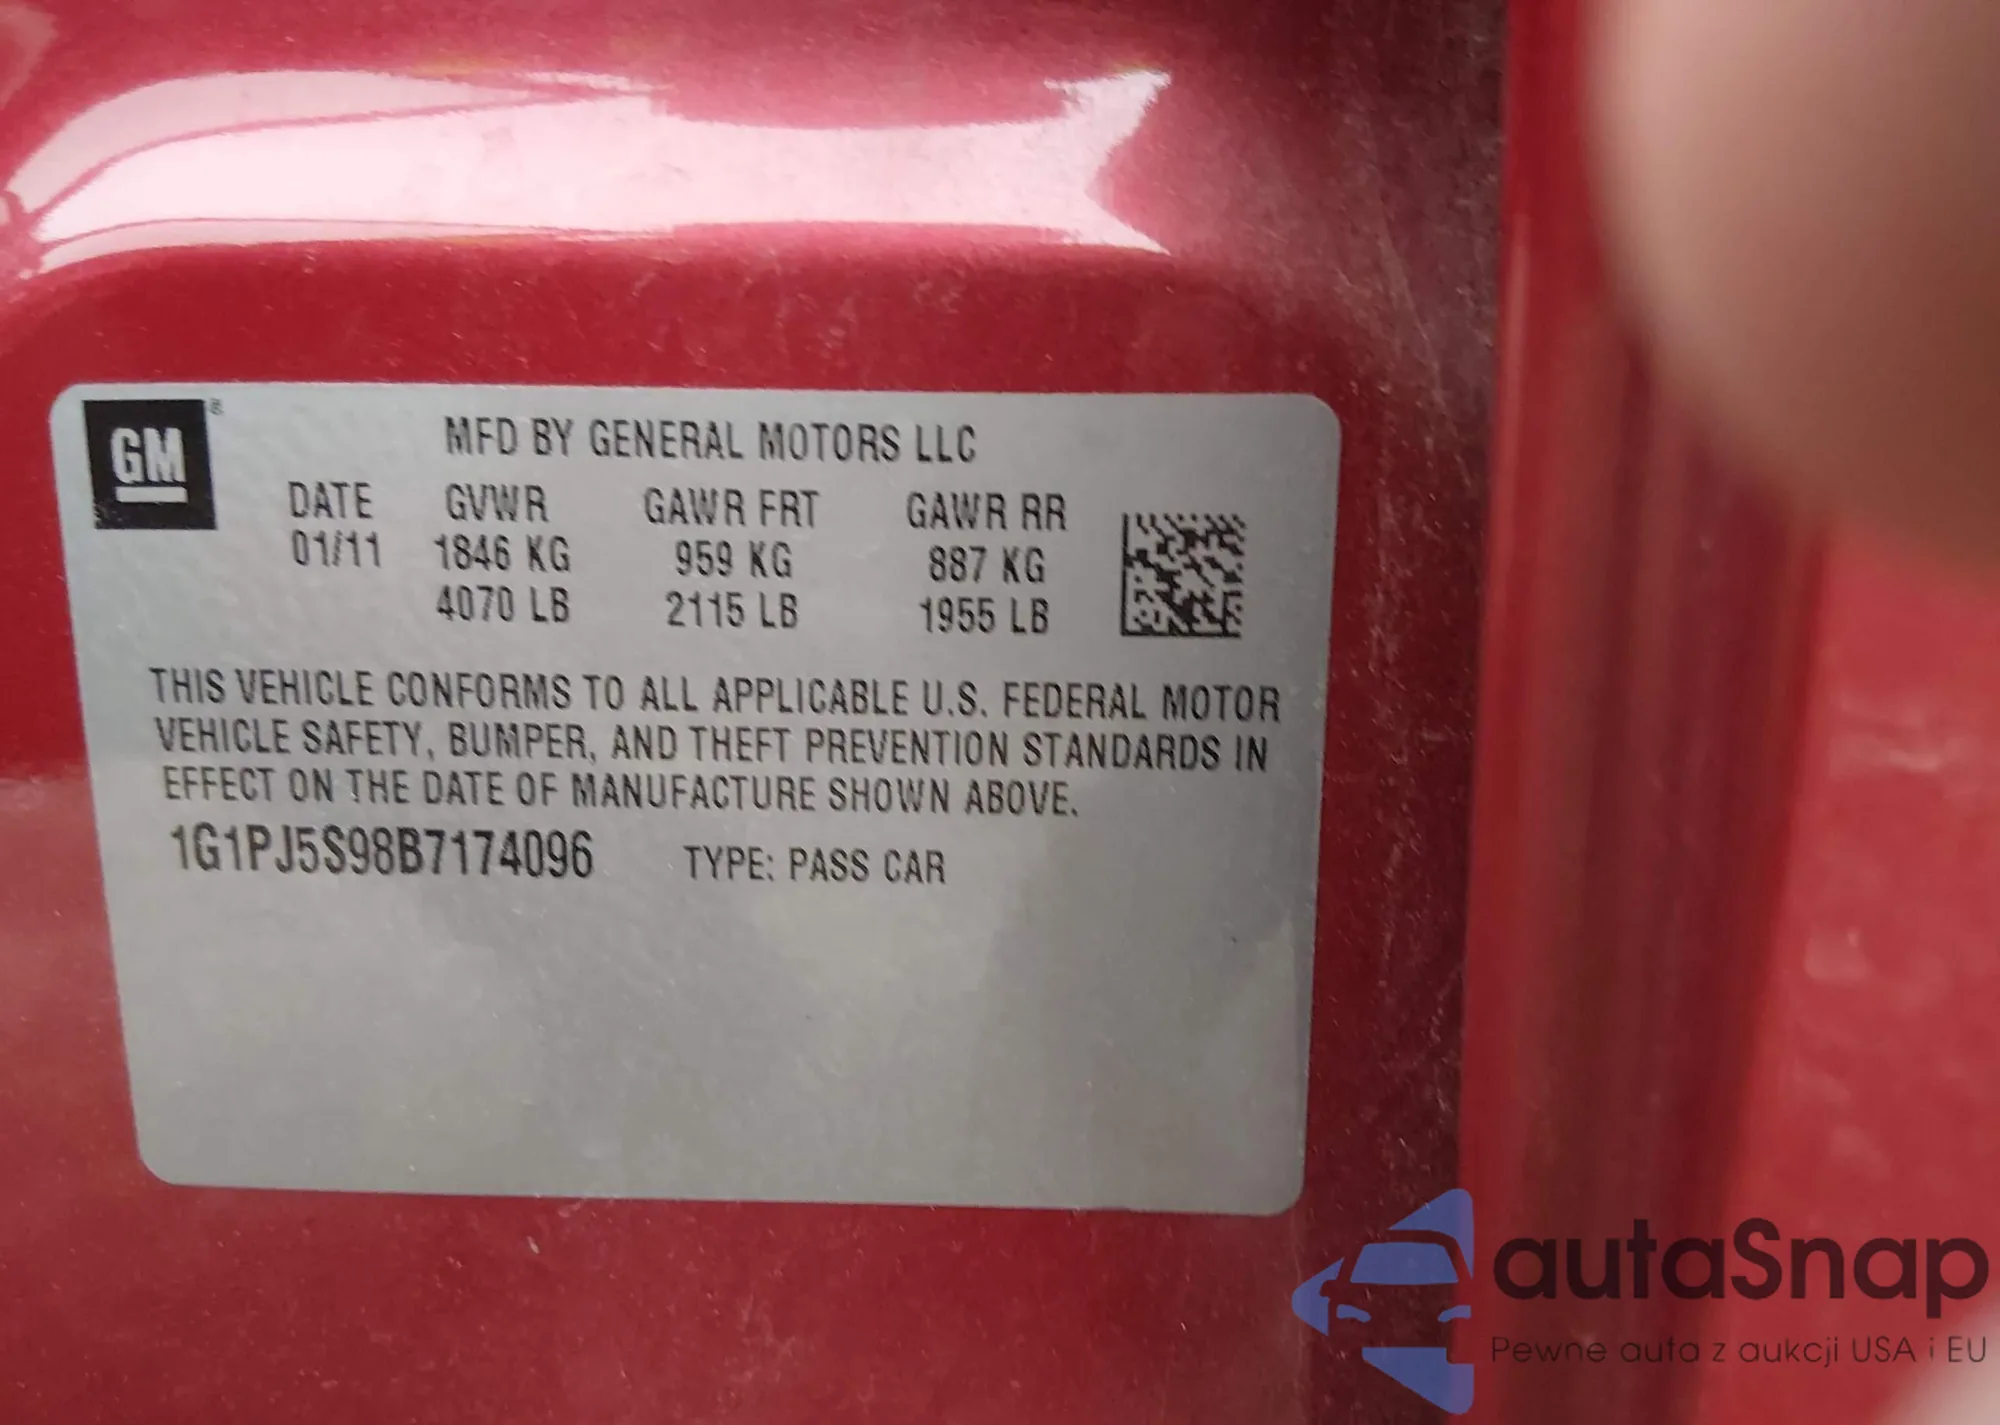 GM ®
MFD BY GENERAL MOTORS LLC
DATE GVWR GAWR FRT GAWR RR
01/11 1846 KG 959 KG 887 KG
4070 LB 2115 LB 1955 LB
THIS VEHICLE CONFORMS TO ALL APPLICABLE U.S. FEDERAL MOTOR
VEHICLE SAFETY, BUMPER, AND THEFT PREVENTION STANDARDS IN
EFFECT ON THE DATE OF MANUFACTURE SHOWN ABOVE.
1G1PJ5S98B7174096 TYPE: PASS CAR
autaSnap
Pewne auta z aukcji USA i EU